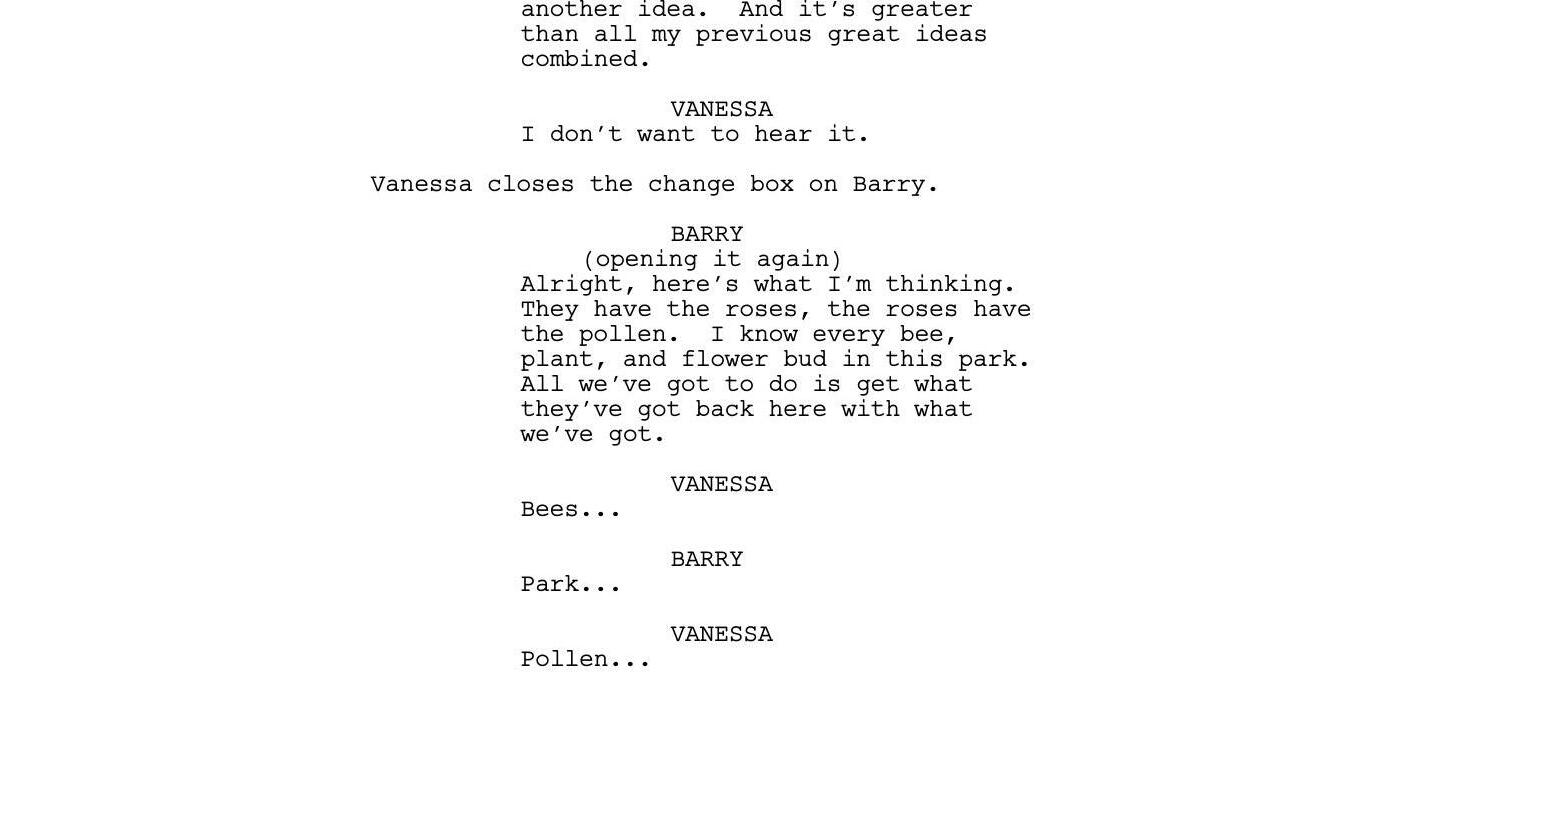 another idea.  And it's greater
than all my previous great ideas
combined.
VANESSA
I don't want to hear it.
Vanessa closes the change box on Barry.
BARRY
(opening it again)
Alright, here's what I'm thinking.
They have the roses, the roses have
the pollen.  I know every bee,
plant, and flower bud in this park.
All we've got to do is get what
they've got back here with what
we've got.
VANESSA
Bees...
BARRY
Park...
VANESSA
Pollen...